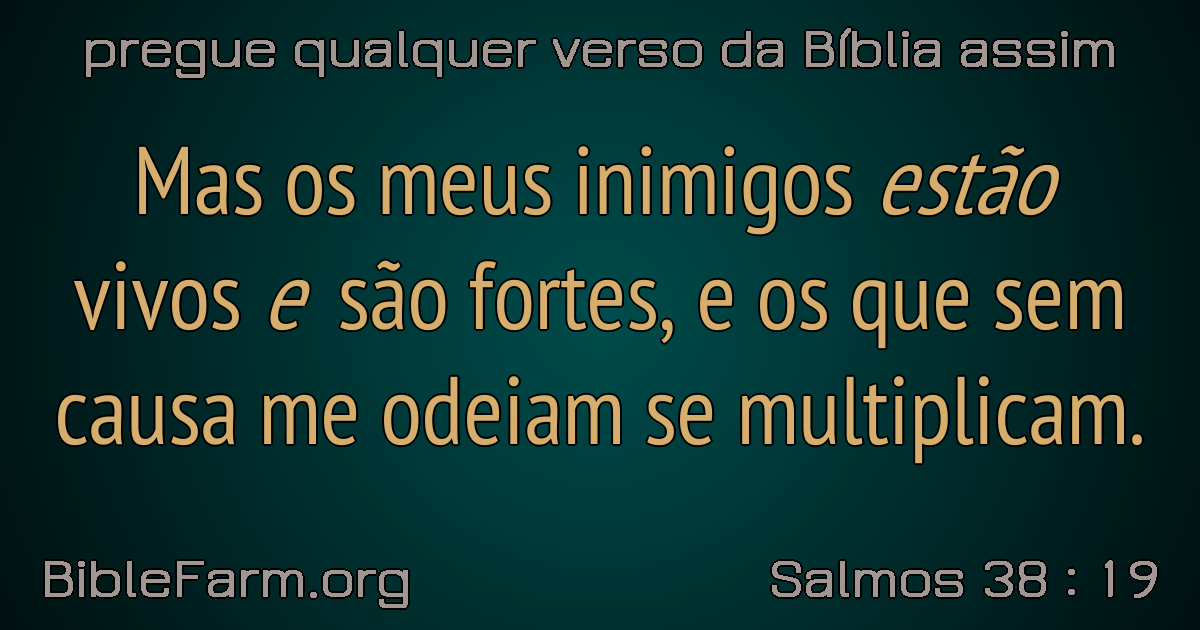 pregue qualquer verso da Bíblia assim
Mas os meus inimigos estão
vivos e são fortes, e os que sem
causa me odeiam se multiplicam.
BibleFarm.org
Salmos 38 : 19